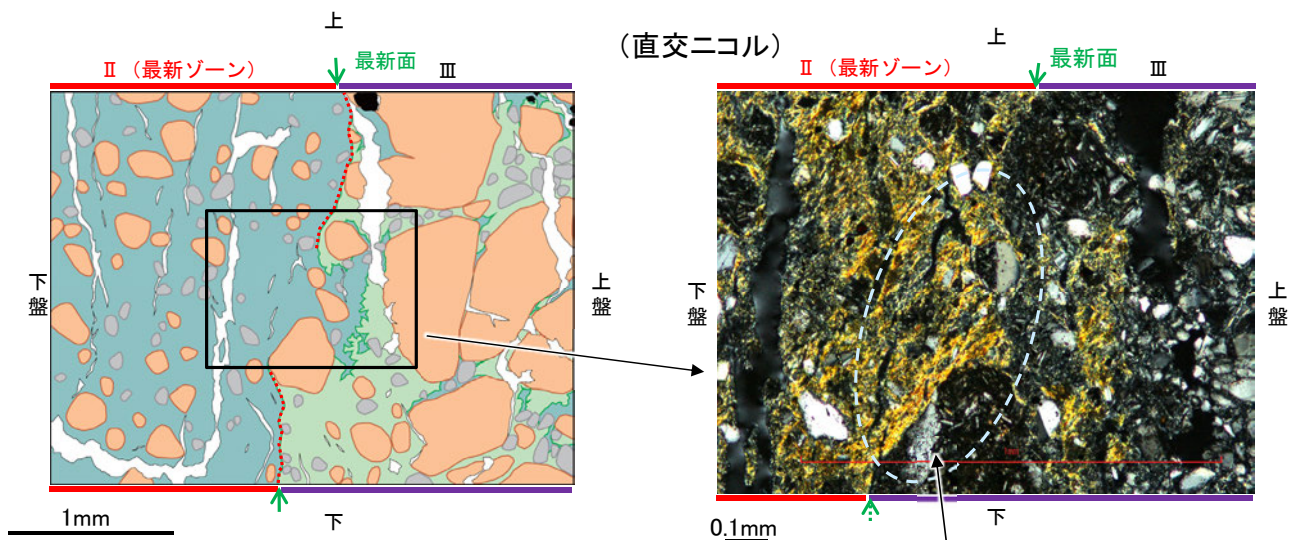 上
(直交ニコル)
Ⅱ (最新ゾーン)
最新面
Ⅲ
下盤
上盤
下
1mm
上
Ⅱ (最新ゾーン)
最新面
Ⅲ
下盤
上盤
下
0.1mm